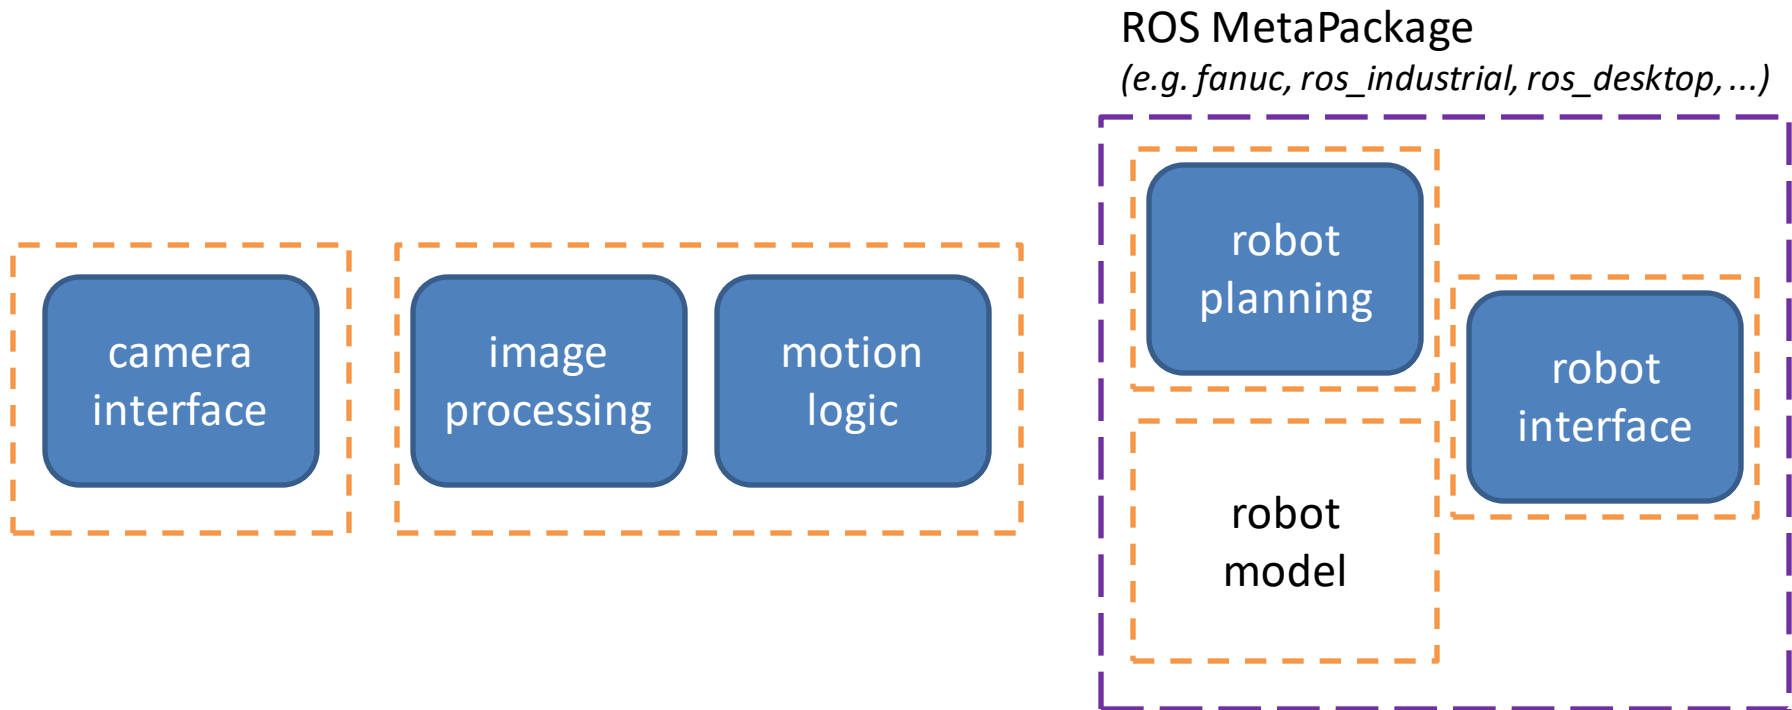 ROS MetaPackage
(e.g. fanuc, ros_industrial, ros_desktop, ...)
camera
interface
image
processing
motion
logic
robot
planning
robot
interface
robot
model